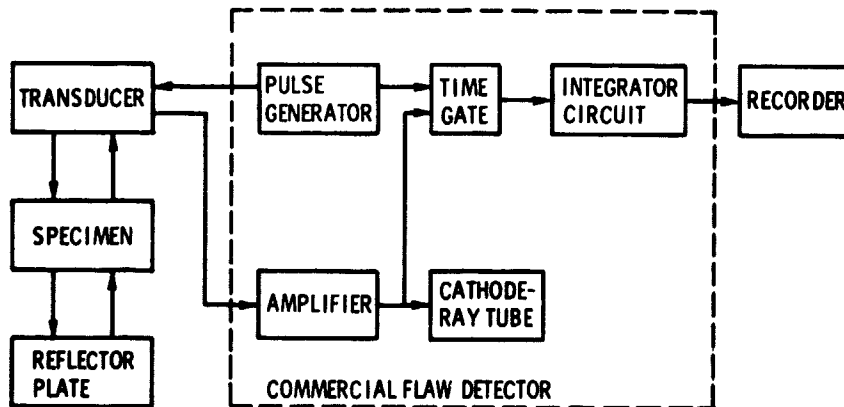 TRANSDUCER
SPECIMEN
REFLECTOR
PLATE
PULSE
GENERATOR
TIME
GATE
INTEGRATOR
CIRCUIT
RECORDER
AMPLIFIER
CATHODE-
RAY TUBE
COMMERCIAL FLAW DETECTOR